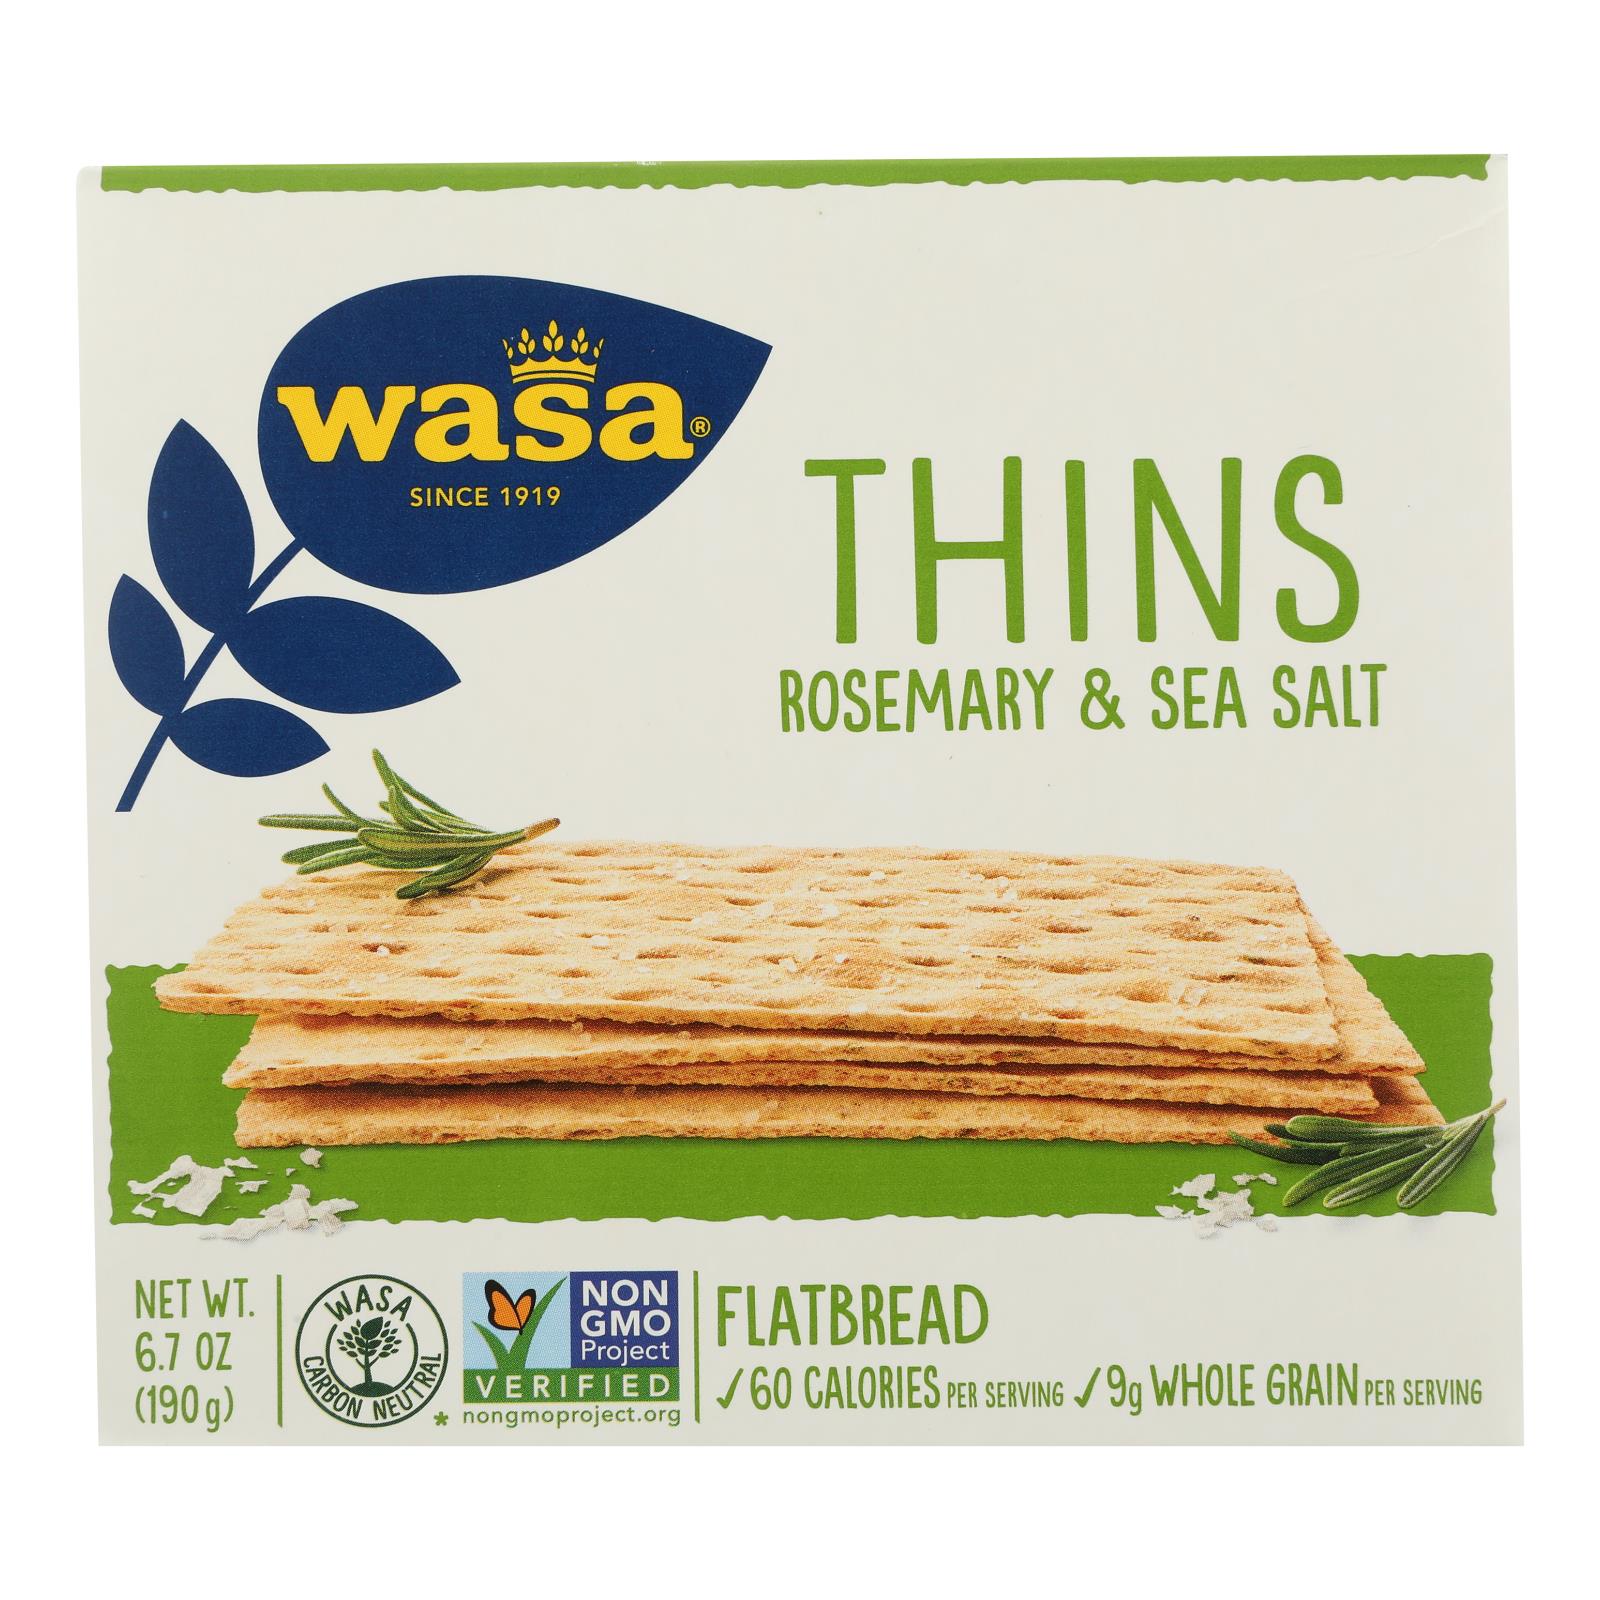 wasa®
SINCE 1919
THINS
ROSEMARY & SEA SALT
NET WT.
6.7 OZ
(190 g)
WASA
CARBON NEUTRAL
*
NON
GMO
Project
VERIFIED
nongmoproject.org
FLATBREAD
✓60 CALORIES PER SERVING ✓9g WHOLE GRAIN PER SERVING